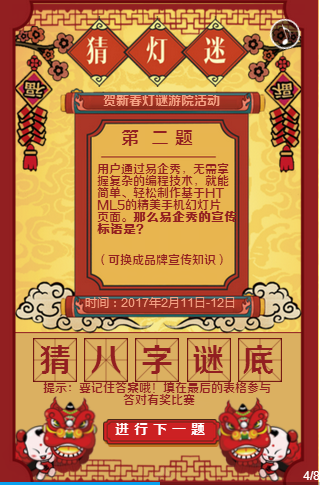 猜灯迷
福 福
贺新春灯谜游院活动
第二题
用户通过易企秀，无需掌
握复杂的编程技术，就能
简单、轻松制作基于HT
ML5的精美手机幻灯片
页面。那么易企秀的宣传
标语是？
（可换成品牌宣传知识）
时间：2017年2月11日-12日
猜八字谜底
提示：要记住答案哦！填在最后的表格参与
答对有奖比赛
进行下一题
4/8